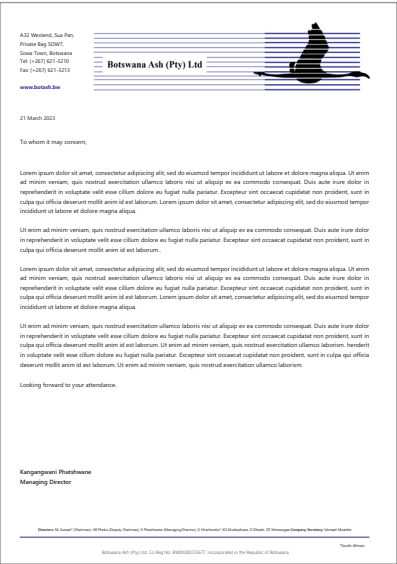 A32 Westend, Sua Pan,
Private Bag SOW7,
Sowa Town, Botswana
Tel: (+267) 621-3210
Fax: (+267) 621-3213
www.botash.bw
Botswana Ash (Pty) Ltd
21 March 2023
To whom it may concern,
Lorem ipsum dolor sit amet, consectetur adipiscing elit, sed do eiusmod tempor incididunt ut labore et dolore magna aliqua. Ut enim
ad minim veniam, quis nostrud exercitation ullamco laboris nisi ut aliquip ex ea commodo consequat. Duis aute irure dolor in
reprehenderit in voluptate velit esse cillum dolore eu fugiat nulla pariatur. Excepteur sint occaecat cupidatat non proident, sunt in
culpa qui officia deserunt mollit anim id est laborum. Lorem ipsum dolor sit amet, consectetur adipiscing elit, sed do eiusmod tempor
incididunt ut labore et dolore magna aliqua.
Ut enim ad minim veniam, quis nostrud exercitation ullamco laboris nisi ut aliquip ex ea commodo consequat. Duis aute irure dolor
in reprehenderit in voluptate velit esse cillum dolore eu fugiat nulla pariatur. Excepteur sint occaecat cupidatat non proident, sunt in
culpa qui officia deserunt mollit anim id est laborum..
Lorem ipsum dolor sit amet, consectetur adipiscing elit, sed do eiusmod tempor incididunt ut labore et dolore magna aliqua. Ut enim
ad minim veniam, quis nostrud exercitation ullamco laboris nisi ut aliquip ex ea commodo consequat. Duis aute irure dolor in
reprehenderit in voluptate velit esse cillum dolore eu fugiat nulla pariatur. Excepteur sint occaecat cupidatat non proident, sunt in
culpa qui officia deserunt mollit anim id est laborum. Lorem ipsum dolor sit amet, sed do eiusmod tempor incididunt ut labore et dolore
magna aliqua.
Ut enim ad minim veniam, quis nostrud exercitation ullamco laboris nisi ut aliquip ex ea commodo consequat. Duis aute irure dolor in
reprehenderit in voluptate velit esse cillum dolore eu fugiat nulla pariatur. Excepteur sint occaecat cupidatat non proident, sunt in
culpa qui officia deserunt mollit anim id est laborum. Ut enim ad minim veniam, quis nostrud exercitation ullamco laboris. henderit
in voluptate velit esse cillum dolore eu fugiat nulla pariatur. Excepteur sint occaecat cupidatat non proident, sunt in culpa qui officia
deserunt mollit anim id est laborum. Ut enim ad minim veniam, quis nostrud exercitation ullamco laborism.
Looking forward to your attendance.
Kangangwani Phatshwane
Managing Director
Directors: (Chairman), (Deputy Chairman), K Phatshwane (Managing Director), Company Secretary:
*South African
Botswana Ash (Pty) Ltd. Co Reg No: Incorporated in the Republic of Botswana